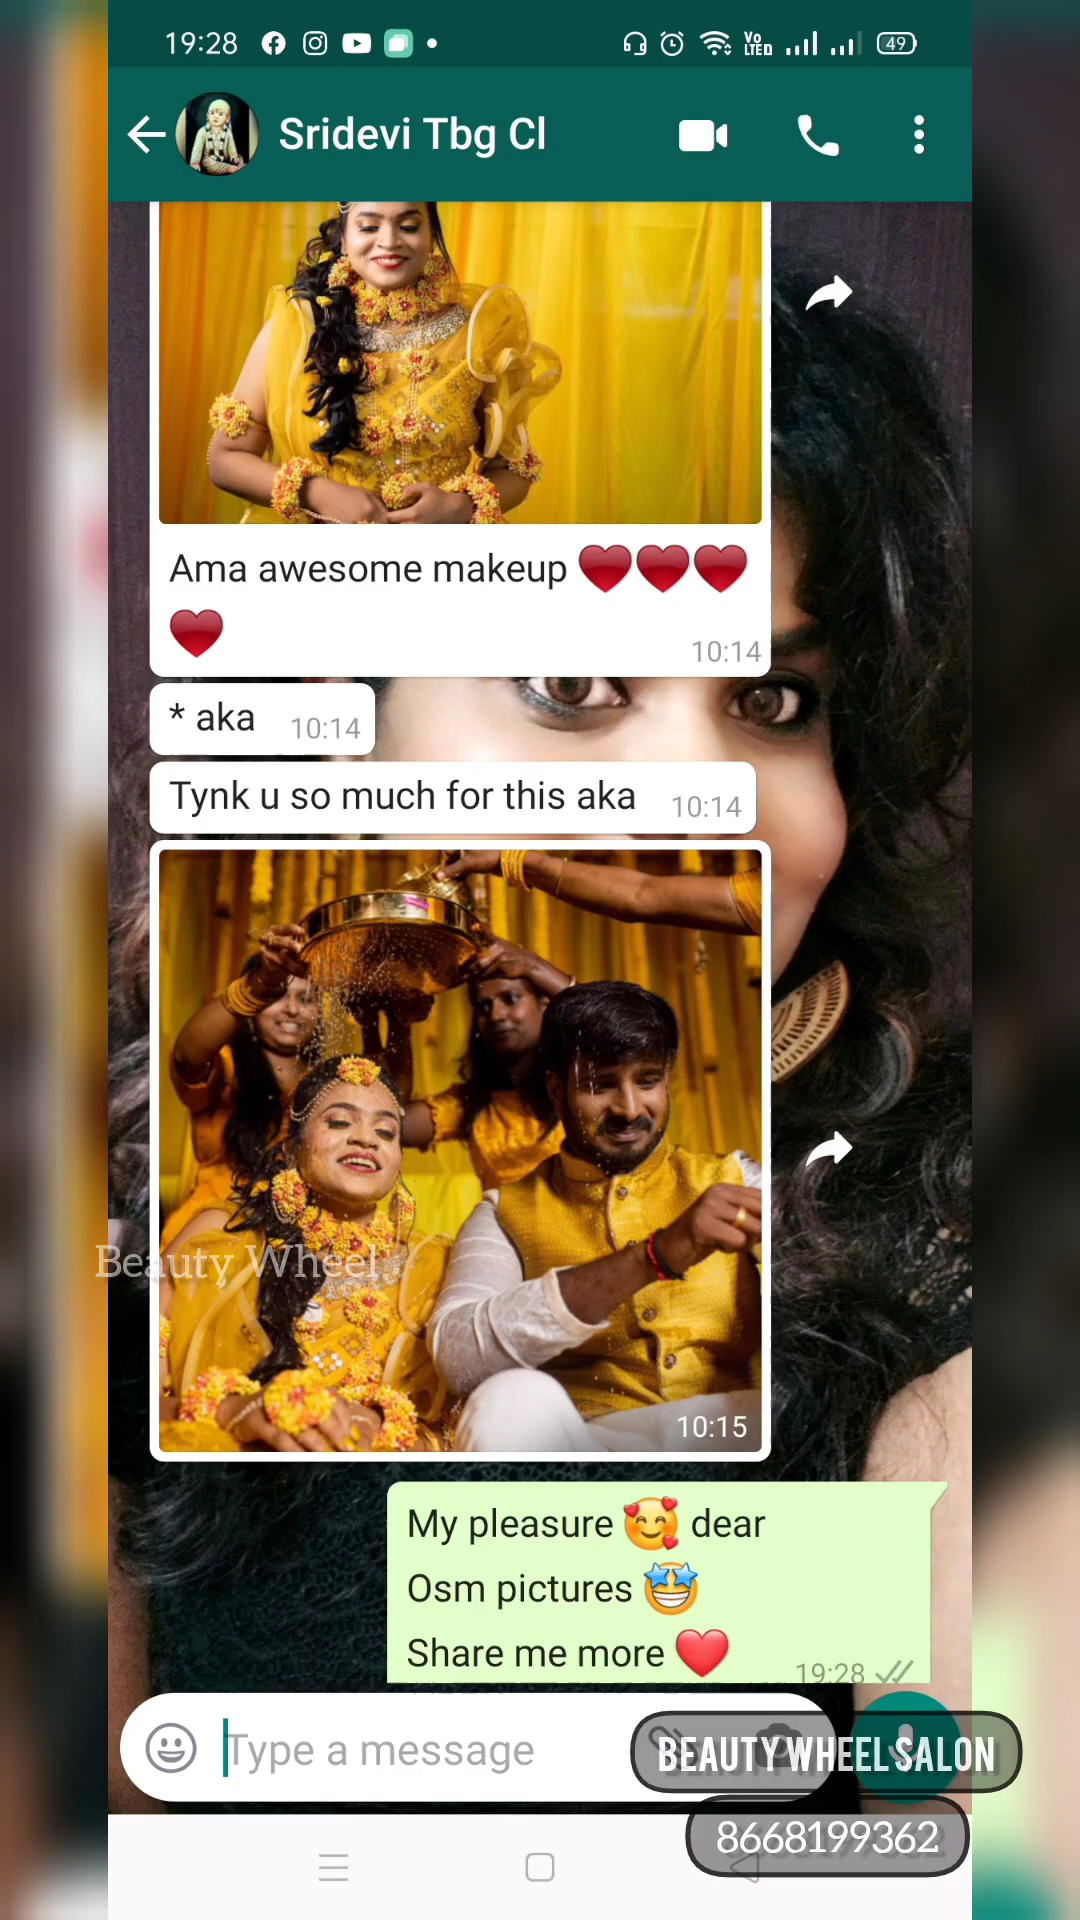 19:28
Vo
LTED
49
Sridevi Tbg Cl
Ama awesome makeup ❤️❤️❤️
❤️
10:14
* aka 10:14
Tynk u so much for this aka 10:14
Beauty Wheel
10:15
My pleasure 🥰 dear
Osm pictures 🤩
Share me more ❤️
19:28
Type a message
BEAUTY WHEEL SALON
8668199362